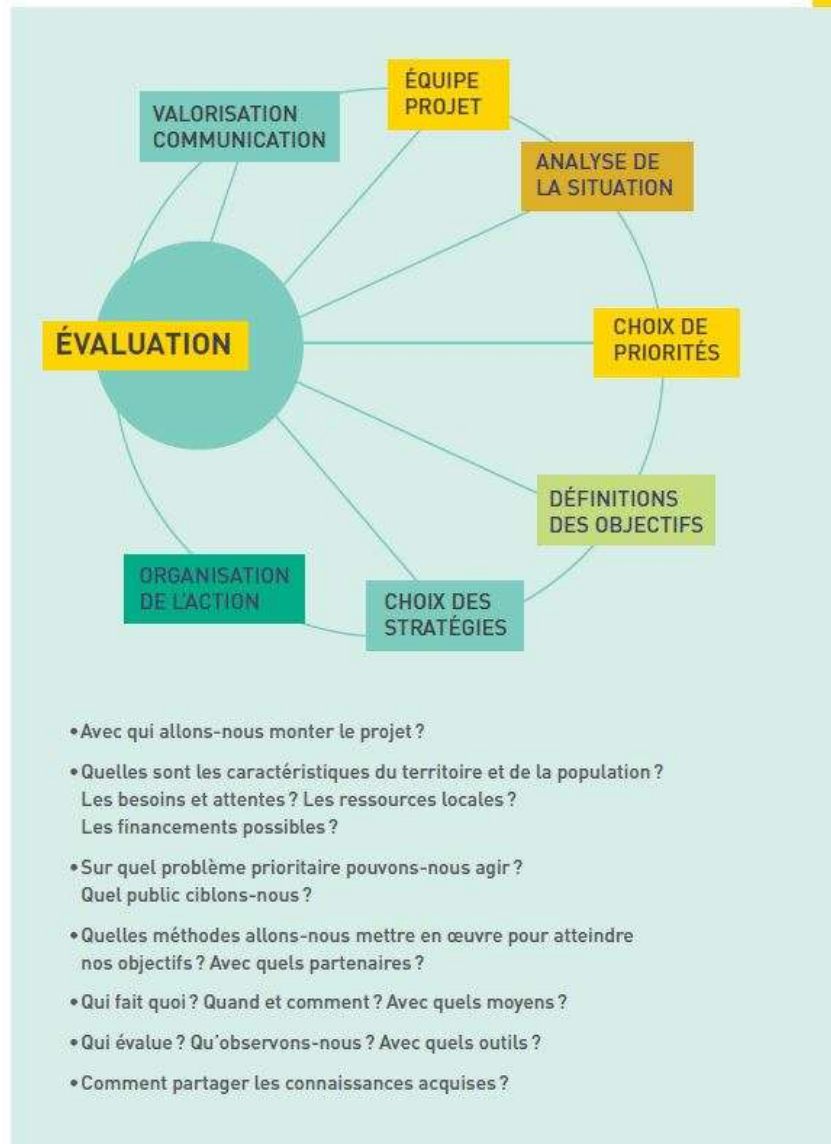 ÉQUIPE
PROJET
VALORISATION
COMMUNICATION
ANALYSE DE
LA SITUATION
ÉVALUATION
CHOIX DE
PRIORITÉS
DÉFINITIONS
DES OBJECTIFS
ORGANISATION
DE L'ACTION
CHOIX DES
STRATÉGIES
• Avec qui allons-nous monter le projet ?
• Quelles sont les caractéristiques du territoire et de la population ?
Les besoins et attentes ? Les ressources locales ?
Les financements possibles ?
• Sur quel problème prioritaire pouvons-nous agir ?
Quel public ciblons-nous ?
• Quelles méthodes allons-nous mettre en œuvre pour atteindre
nos objectifs ? Avec quels partenaires ?
• Qui fait quoi ? Quand et comment ? Avec quels moyens ?
• Qui évalue ? Qu'observons-nous ? Avec quels outils ?
• Comment partager les connaissances acquises ?